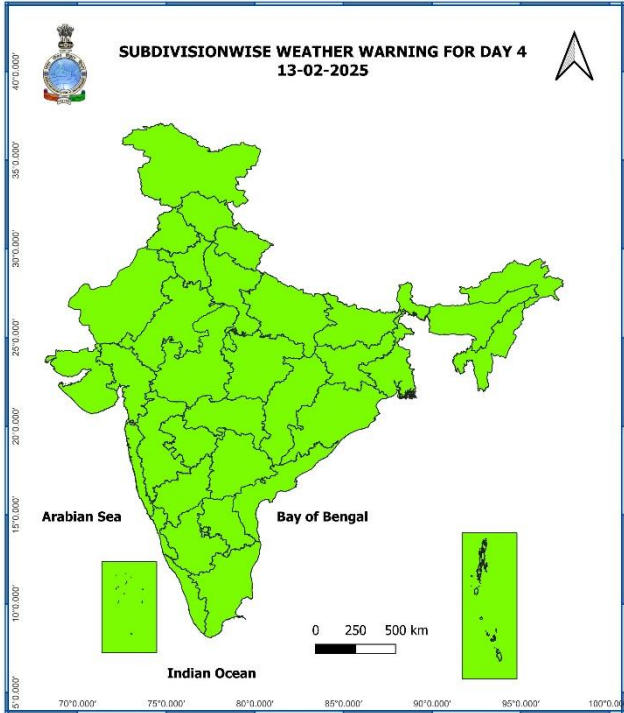 SUBDIVISIONWISE WEATHER WARNING FOR DAY 4
13-02-2025
40°0.000'
35°0.000'
30°0.000'
25°0.000'
20°0.000'
15°0.000'
10°0.000'
5°0.000'
Arabian Sea
Bay of Bengal
0 250 500 km
Indian Ocean
70°0.000' 75°0.000' 80°0.000' 85°0.000' 90°0.000' 95°0.000' 100°0.0